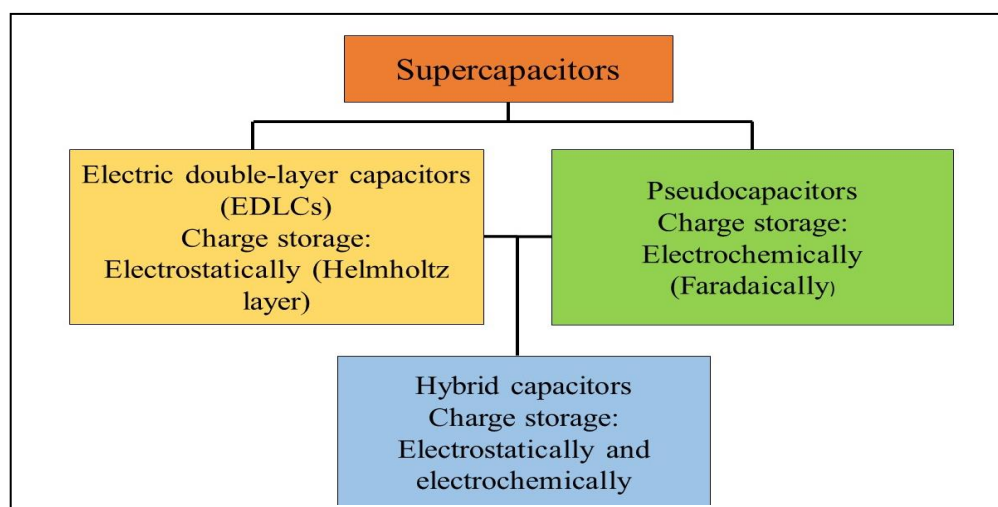 Supercapacitors
Electric double-layer capacitors
(EDLCs)
Charge storage:
Electrostatically (Helmholtz
layer)
Pseudocapacitors
Charge storage:
Electrochemically
(Faradaically)
Hybrid capacitors
Charge storage:
Electrostatically and
electrochemically